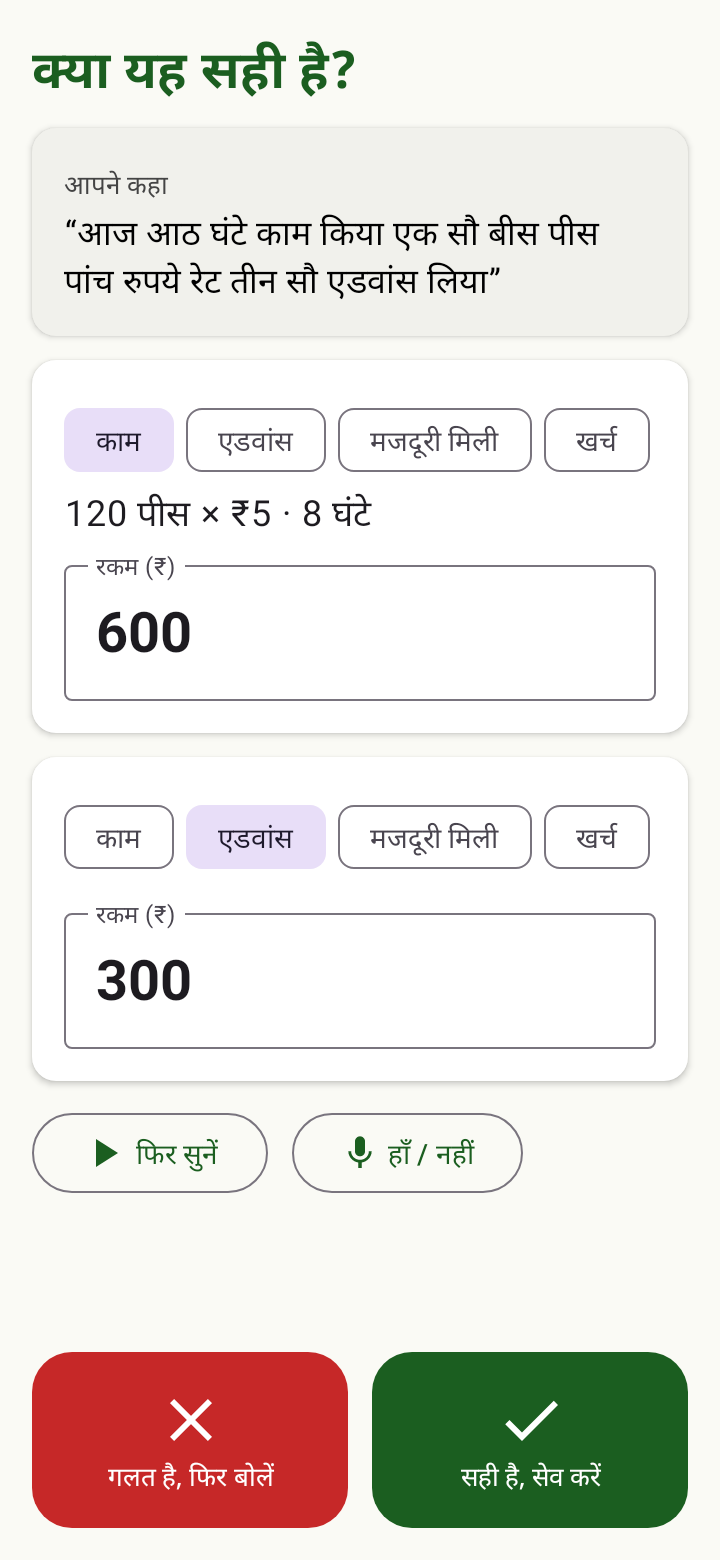 क्या यह सही है?
आपने कहा
“आज आठ घंटे काम किया एक सौ बीस पीस
पांच रुपये रेट तीन सौ एडवांस लिया”
काम एडवांस मजदूरी मिली खर्च
120 पीस × ₹5 · 8 घंटे
रकम (₹)
600
काम एडवांस मजदूरी मिली खर्च
रकम (₹)
300
फिर सुनें हाँ / नहीं
गलत है, फिर बोलें सही है, सेव करें